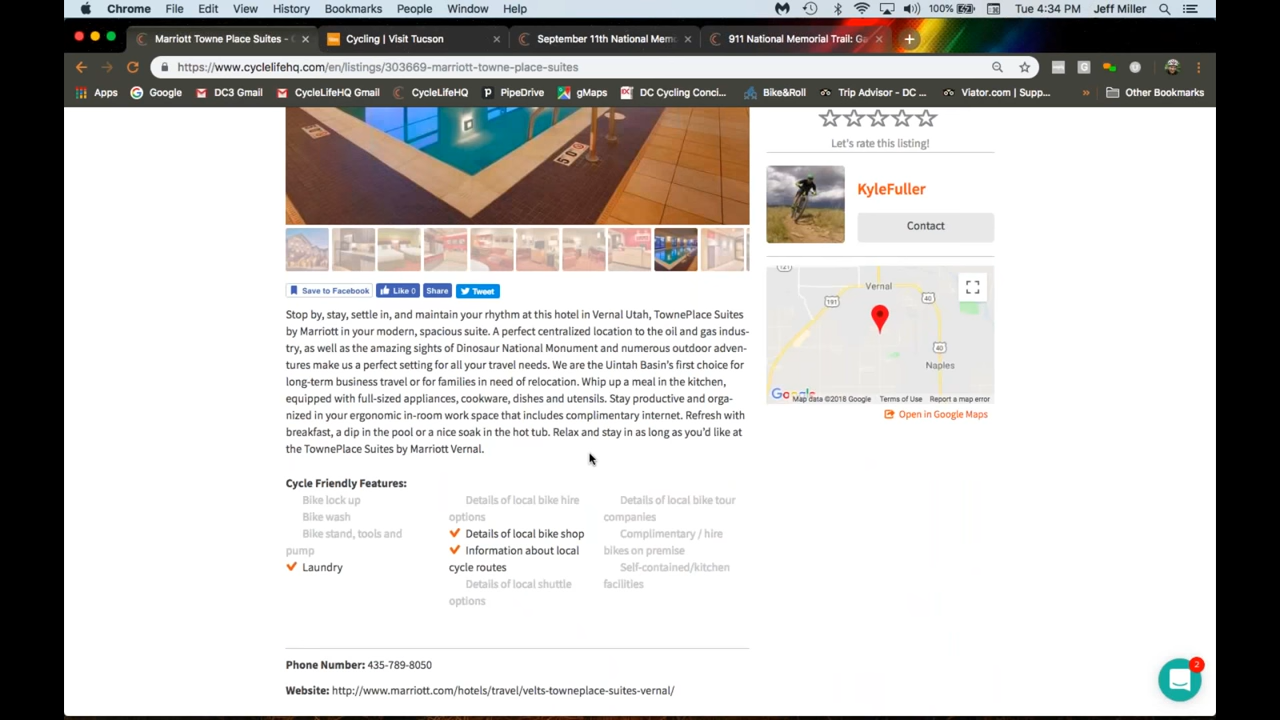 Chrome File Edit View History Bookmarks People Window Help 100% Tue 4:34 PM Jeff Miller
Marriott Towne Place Suites - Cycling | Visit Tucson September 11th National Mem 911 National Memorial Trail: Ga
https://www.cyclelifehq.com/en/listings/303669-marriott-towne-place-suites
Apps Google DC3 Gmail CycleLifeHQ Gmail CycleLifeHQ PipeDrive gMaps DC Cycling Conci... Bike&Roll Trip Advisor - DC ... Viator.com | Supp... » Other Bookmarks
Let's rate this listing!
KyleFuller
Contact
Save to Facebook Like 0 Share Tweet
Stop by, stay, settle in, and maintain your rhythm at this hotel in Vernal Utah, TownePlace Suites
by Marriott in your modern, spacious suite. A perfect centralized location to the oil and gas indus-
try, as well as the amazing sights of Dinosaur National Monument and numerous outdoor adven-
tures make us a perfect setting for all your travel needs. We are the Uintah Basin's first choice for
long-term business travel or for families in need of relocation. Whip up a meal in the kitchen,
equipped with full-sized appliances, cookware, dishes and utensils. Stay productive and orga-
nized in your ergonomic in-room work space that includes complimentary internet. Refresh with
breakfast, a dip in the pool or a nice soak in the hot tub. Relax and stay in as long as you'd like at
the TownePlace Suites by Marriott Vernal.
Vernal
191
40
40
Naples
Google Map data ©2018 Google Terms of Use Report a map error
Open in Google Maps
Cycle Friendly Features:
Bike lock up
Bike wash
Bike stand, tools and
pump
Laundry
Details of local bike hire
options
Details of local bike shop
Information about local
cycle routes
Details of local shuttle
options
Details of local bike tour
companies
Complimentary / hire
bikes on premise
Self-contained/kitchen
facilities
Phone Number: 435-789-8050
Website: http://www.marriott.com/hotels/travel/velts-towneplace-suites-vernal/
2